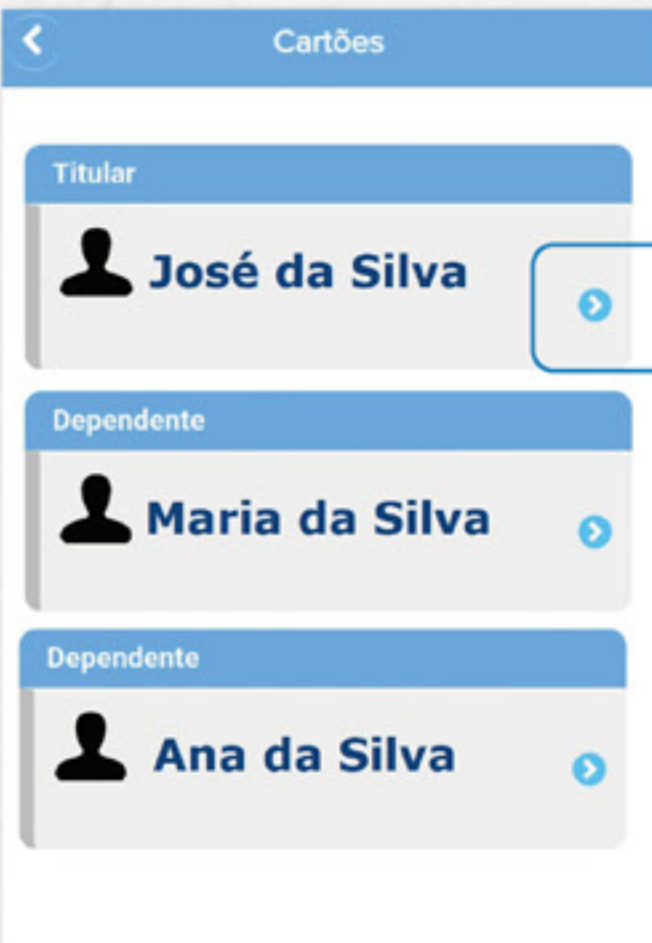 Cartões
Titular
José da Silva
Dependente
Maria da Silva
Dependente
Ana da Silva